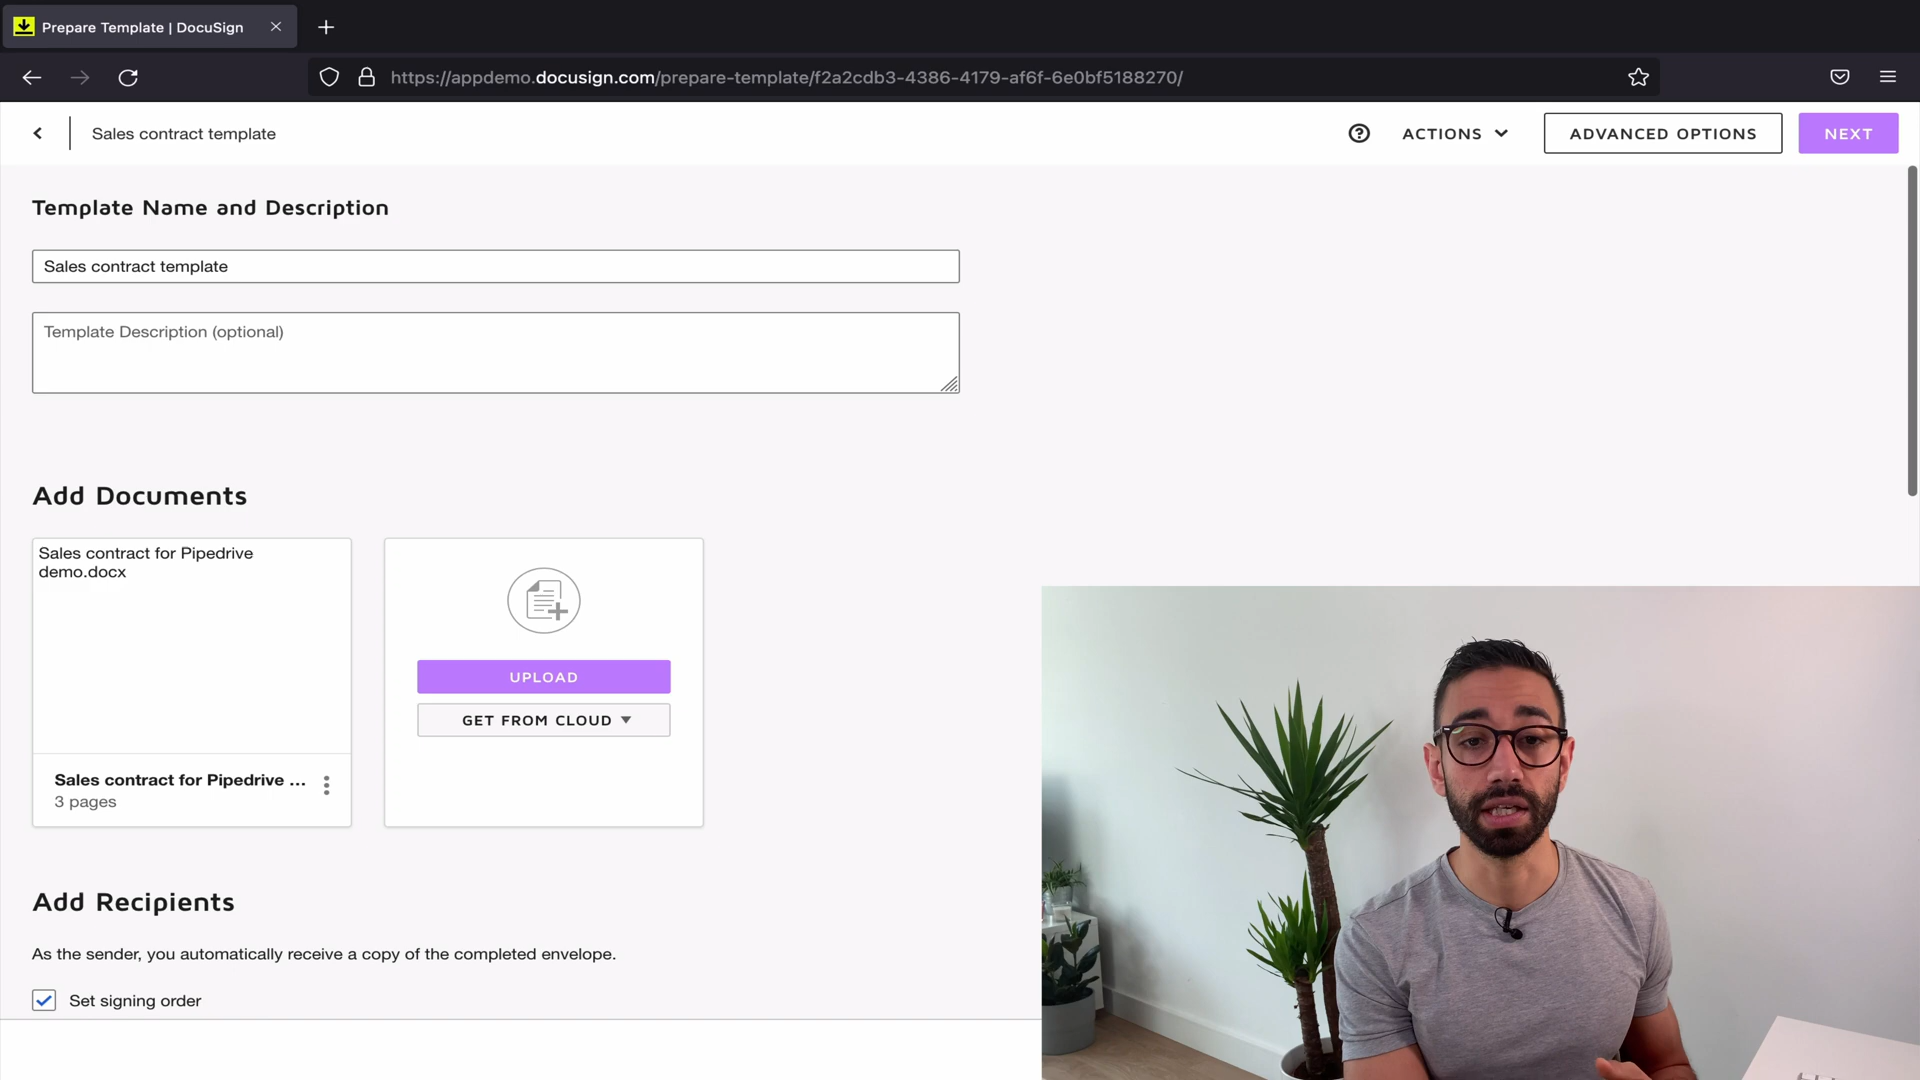 Prepare Template | DocuSign
https://appdemo.docusign.com/prepare-template/f2a2cdb3-4386-4179-af6f-6e0bf5188270/
Sales contract template
ACTIONS
ADVANCED OPTIONS
NEXT
Template Name and Description
Sales contract template
Template Description (optional)
Add Documents
Sales contract for Pipedrive
demo.docx
UPLOAD
GET FROM CLOUD
Sales contract for Pipedrive ...
3 pages
Add Recipients
As the sender, you automatically receive a copy of the completed envelope.
Set signing order